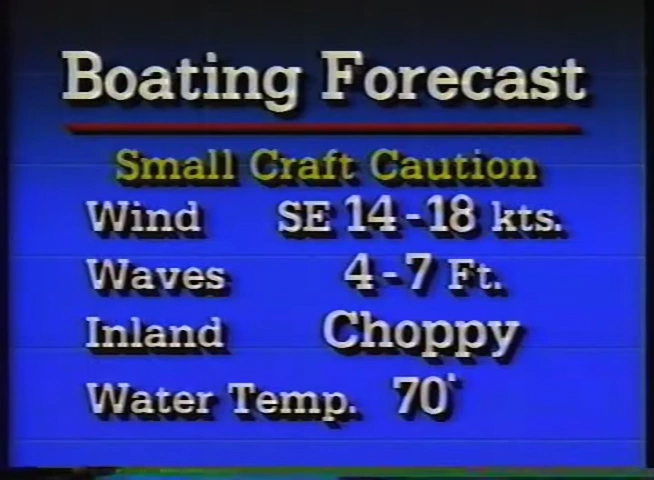 Boating Forecast
Small Craft Caution
Wind SE 14-18 kts.
Waves 4-7 Ft.
Inland Choppy
Water Temp. 70°